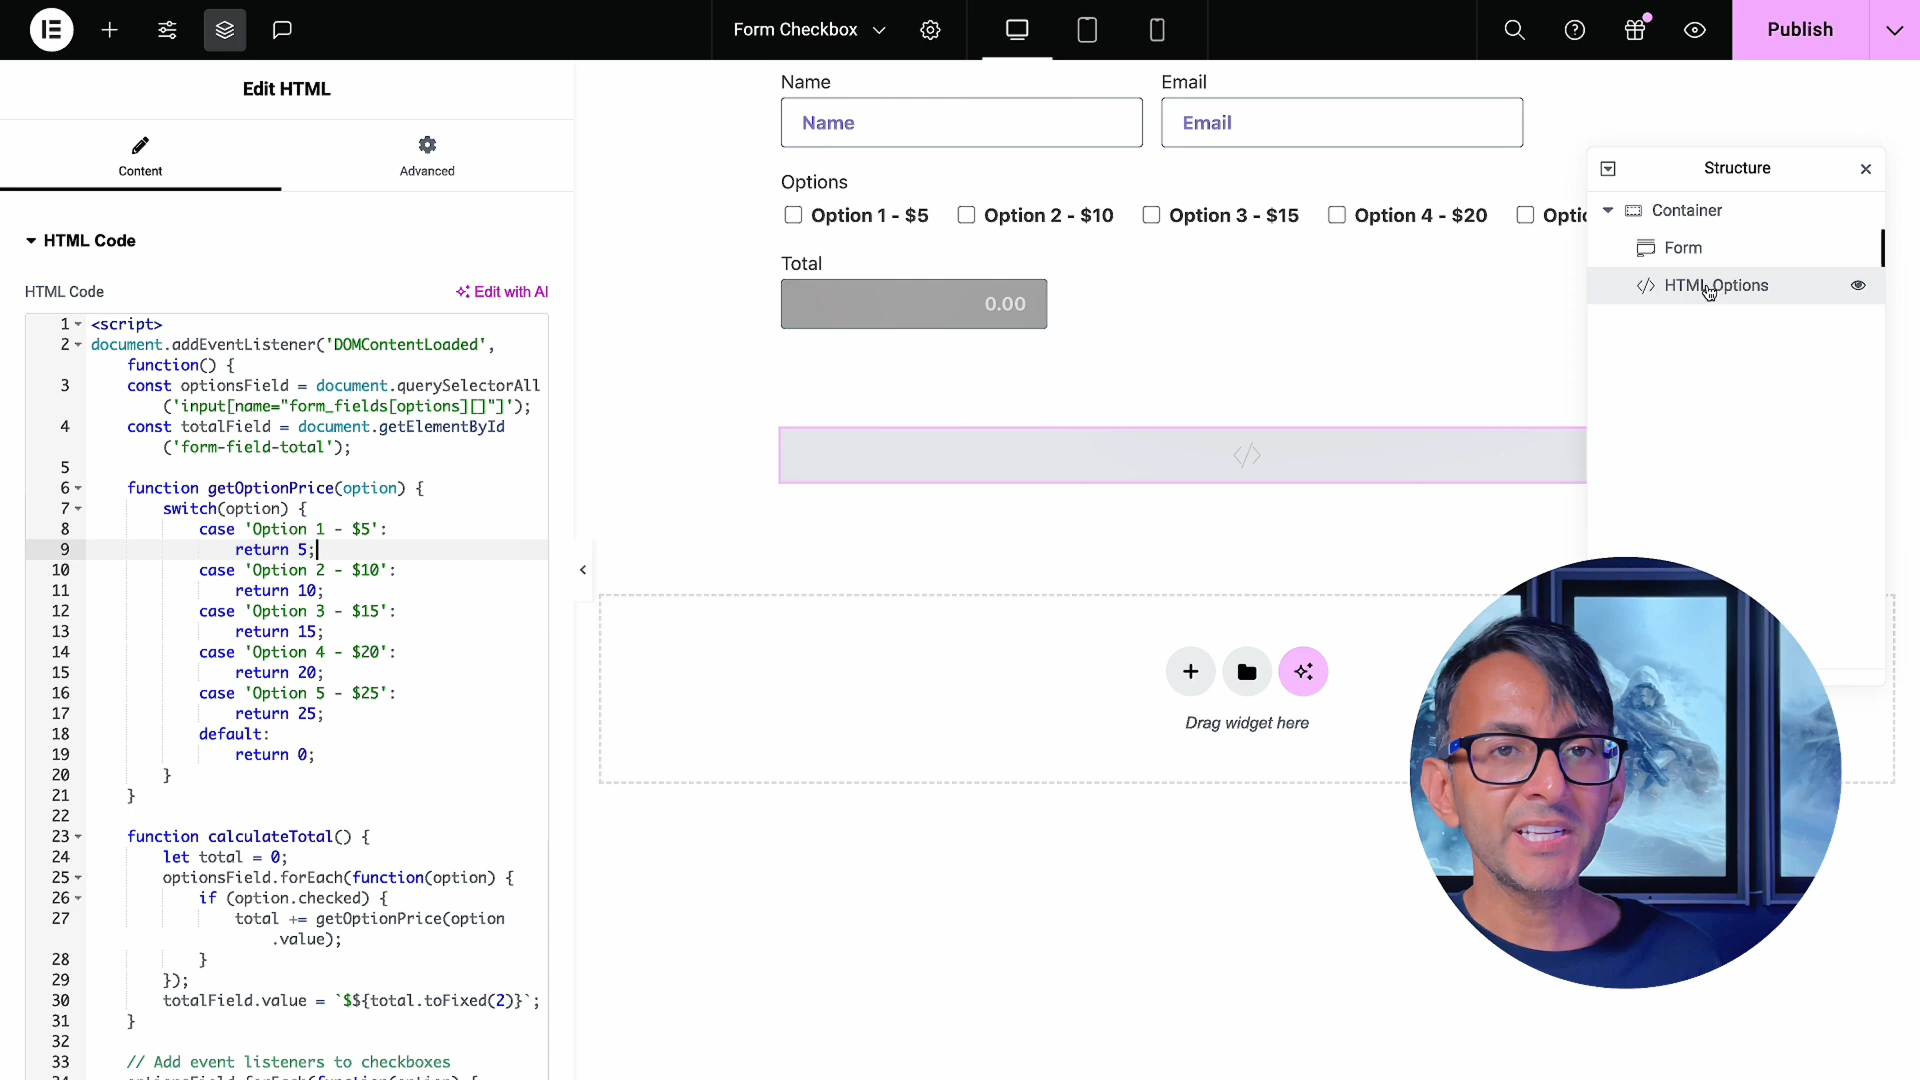 Form Checkbox
Publish
Edit HTML
Content
Advanced
HTML Code
HTML Code
Edit with AI
1 <script>
2 document.addEventListener('DOMContentLoaded',
function() {
3 const optionsField = document.querySelectorAll
('input[name="form_fields[options][]"]');
4 const totalField = document.getElementById
('form-field-total');
5
6 function getOptionPrice(option) {
7 switch(option) {
8 case 'Option 1 - $5':
9 return 5;
10 case 'Option 2 - $10':
11 return 10;
12 case 'Option 3 - $15':
13 return 15;
14 case 'Option 4 - $20':
15 return 20;
16 case 'Option 5 - $25':
17 return 25;
18 default:
19 return 0;
20 }
21 }
22
23 function calculateTotal() {
24 let total = 0;
25 optionsField.forEach(function(option) {
26 if (option.checked) {
27 total += getOptionPrice(option
.value);
28 }
29 });
30 totalField.value = `$${total.toFixed(2)}`;
31 }
32
33 // Add event listeners to checkboxes
Name
Email
Name
Email
Options
Option 1 - $5
Option 2 - $10
Option 3 - $15
Option 4 - $20
Optic
Total
0.00
Drag widget here
Structure
Container
Form
</> HTML Options